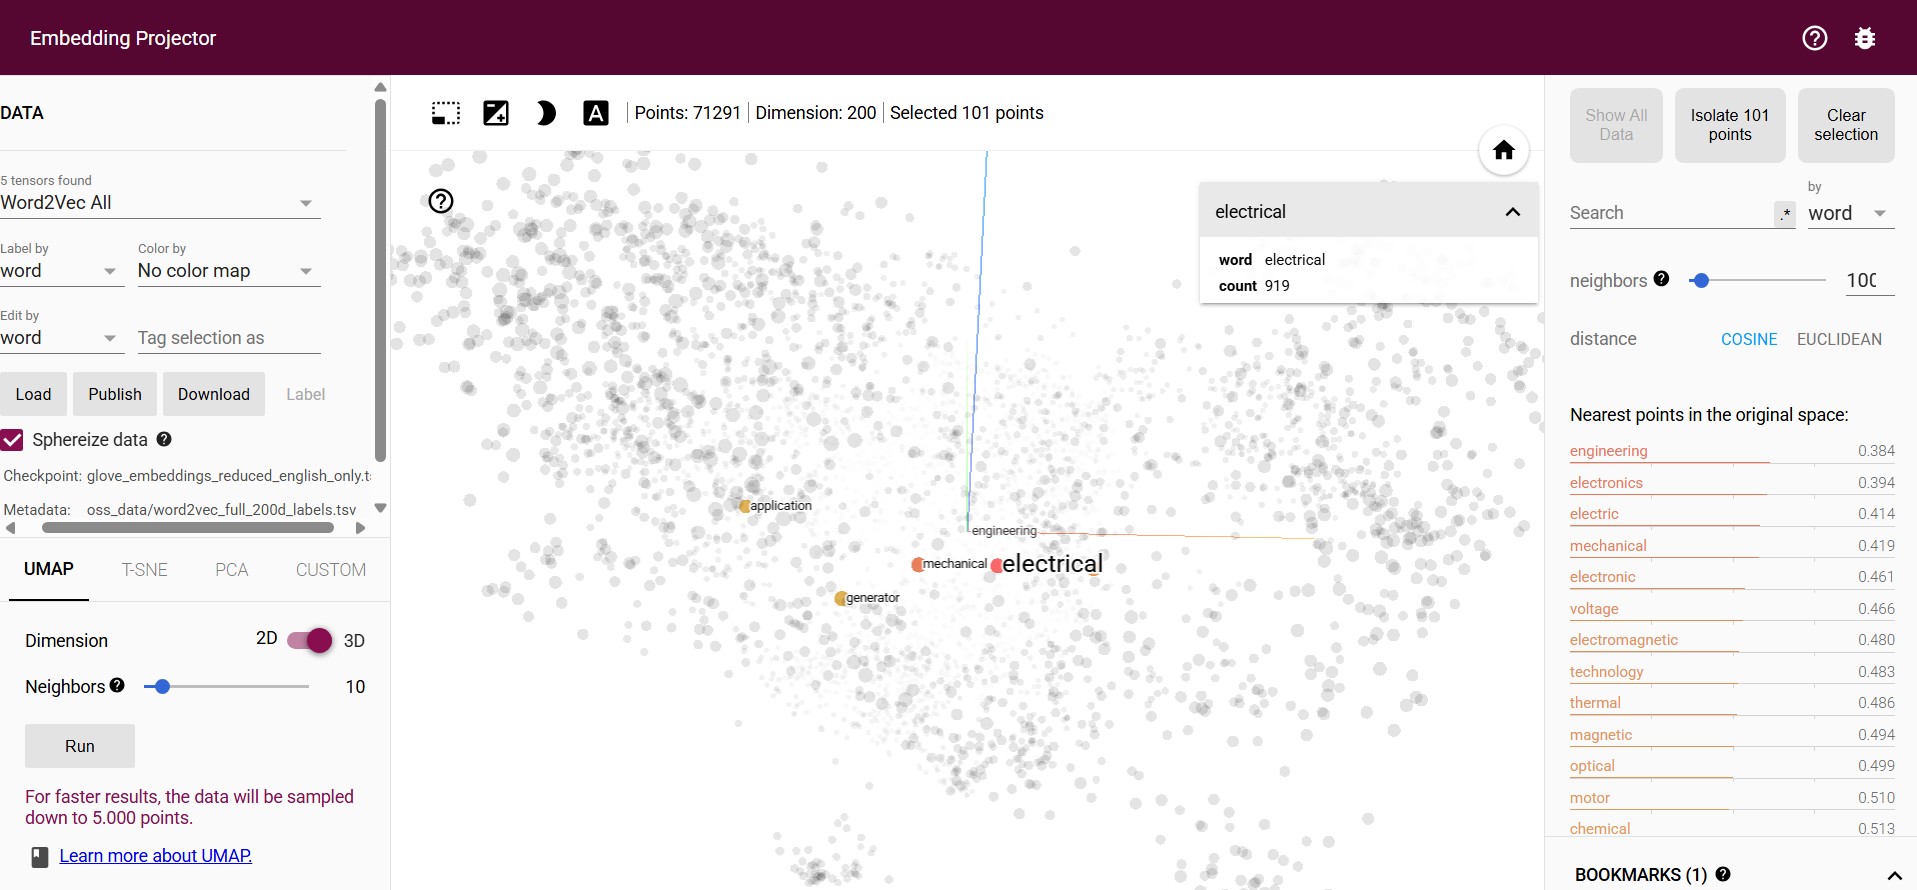 Embedding Projector
DATA
5 tensors found
Word2Vec All
Label by
word
Color by
No color map
Edit by
word
Tag selection as
Load
Publish
Download
Label
Sphereize data
Checkpoint: glove_embeddings_reduced_english_only.t
Metadata: oss_data/word2vec_full_200d_labels.tsv
UMAP
T-SNE
PCA
CUSTOM
Dimension
2D
3D
Neighbors
10
Run
For faster results, the data will be sampled
down to 5.000 points.
Learn more about UMAP.
A
Points: 71291
Dimension: 200
Selected 101 points
electrical
word electrical
count 919
application
engineering
mechanical
electrical
generator
Show All
Data
Isolate 101
points
Clear
selection
Search
.*
by
word
neighbors
100
distance
COSINE
EUCLIDEAN
Nearest points in the original space:
engineering 0.384
electronics 0.394
electric 0.414
mechanical 0.419
electronic 0.461
voltage 0.466
electromagnetic 0.480
technology 0.483
thermal 0.486
magnetic 0.494
optical 0.499
motor 0.510
chemical 0.513
BOOKMARKS (1)